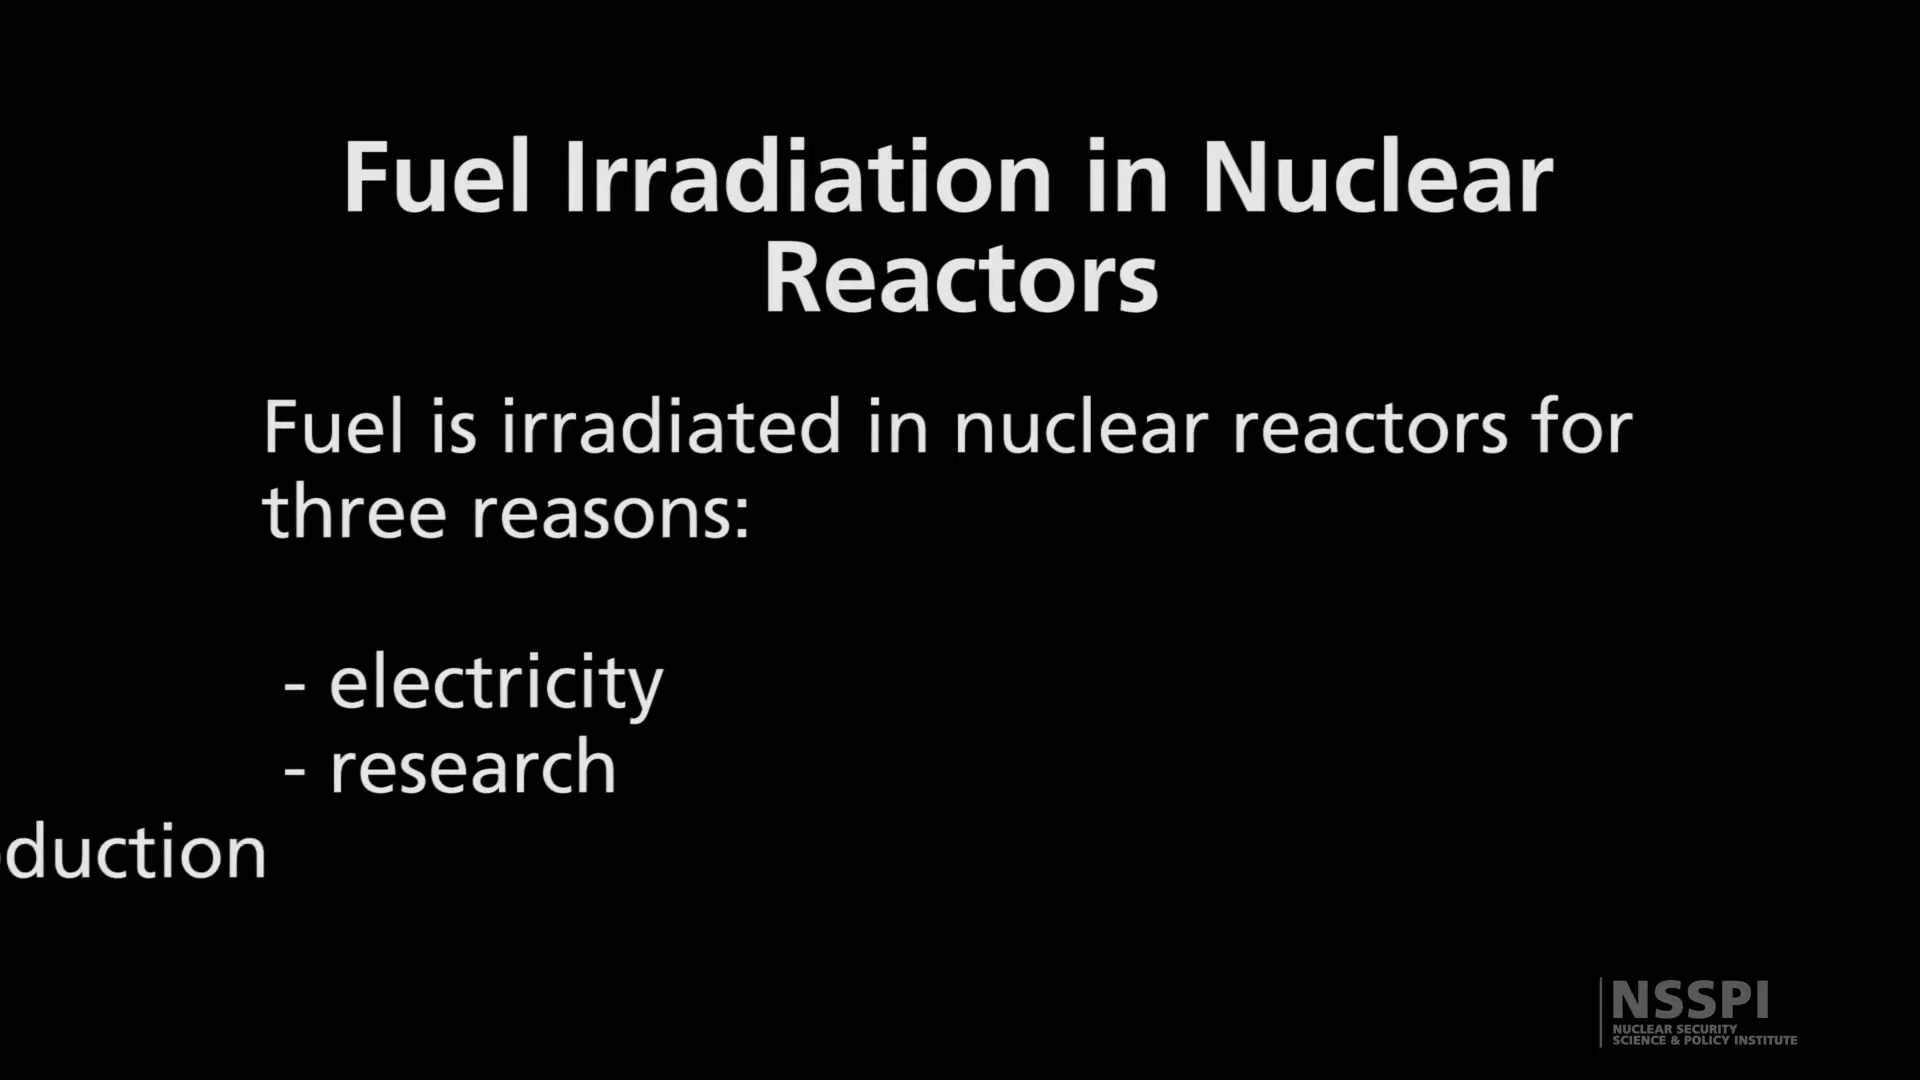 Fuel Irradiation in Nuclear
Reactors
Fuel is irradiated in nuclear reactors for
three reasons:
- electricity
- research
duction
NSSPI
NUCLEAR SECURITY
SCIENCE & POLICY INSTITUTE